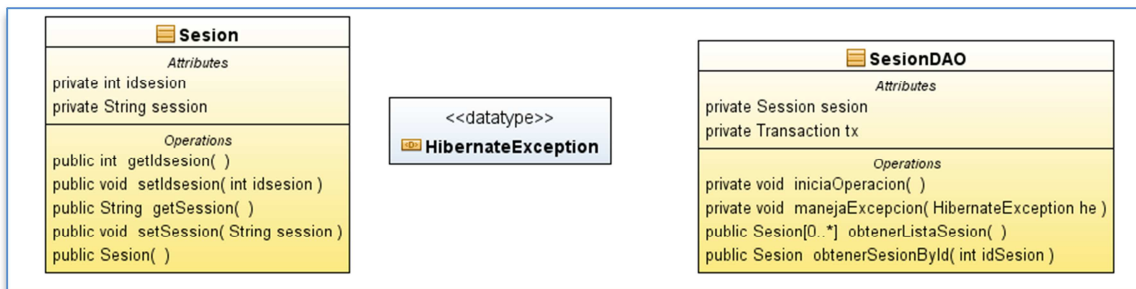 Sesion
Attributes
private int idsesion
private String session
Operations
public int getIdsesion( )
public void setIdsesion( int idsesion )
public String getSession( )
public void setSession( String session )
public Sesion( )
<<datatype>>
HibernateException
SesionDAO
Attributes
private Session sesion
private Transaction tx
Operations
private void iniciaOperacion( )
private void manejaExcepcion( HibernateException he )
public Sesion[0..*] obtenerListaSesion( )
public Sesion obtenerSesionById( int idSesion )